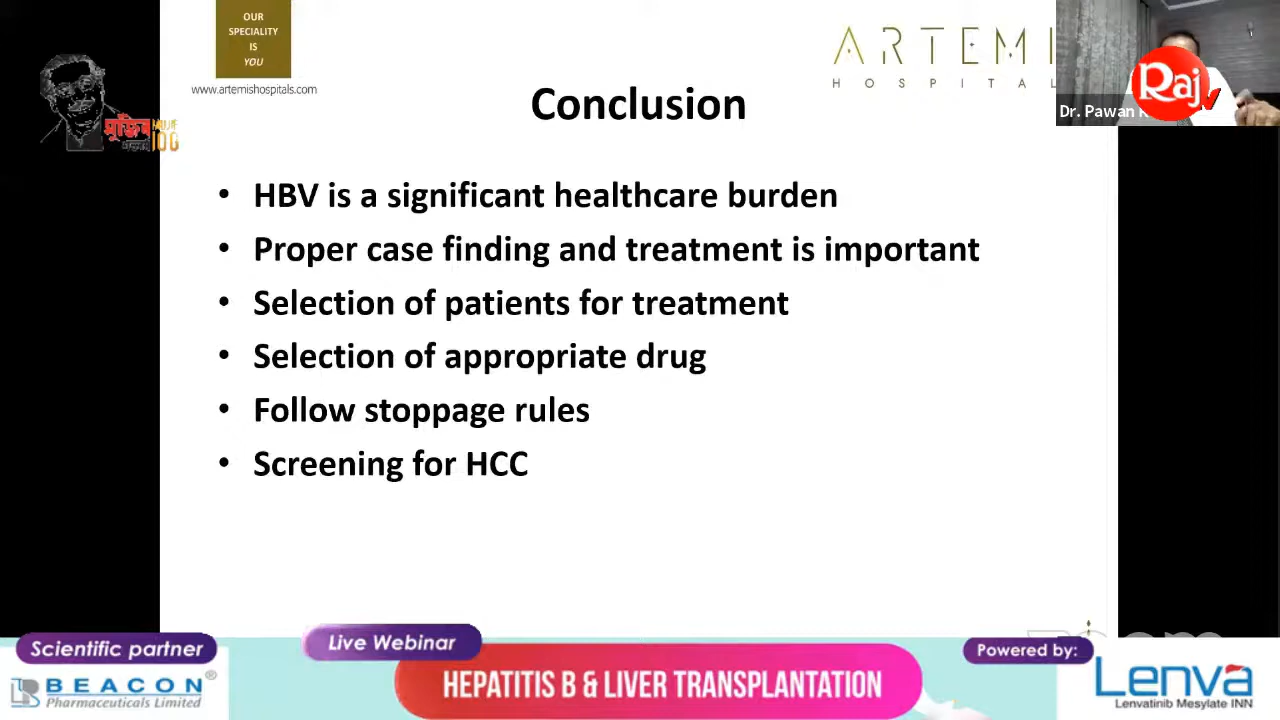 OUR
SPECIALITY
IS
YOU
www.artemishospitals.com
ARTEMI
HOSPITAL
Raj
Dr. Pawan
মুজিব
100
Conclusion
• HBV is a significant healthcare burden
• Proper case finding and treatment is important
• Selection of patients for treatment
• Selection of appropriate drug
• Follow stoppage rules
• Screening for HCC
Scientific partner
BEACON®
Pharmaceuticals Limited
Live Webinar
HEPATITIS B & LIVER TRANSPLANTATION
Powered by:
Lenva
Lenvatinib Mesylate INN